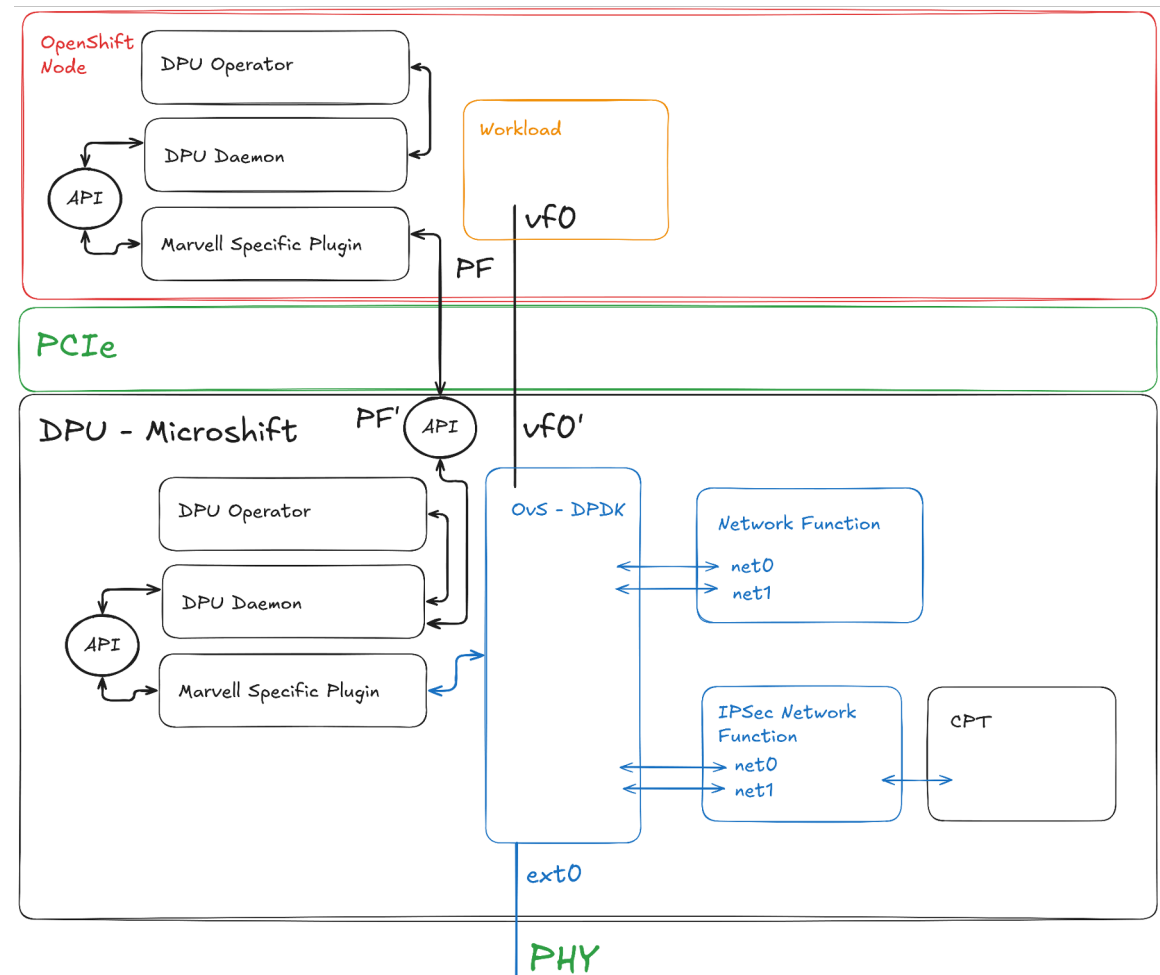 OpenShift
Node
DPU Operator
Workload
DPU Daemon
API
vf0
Marvell Specific Plugin
PF
PCIe
PF'
API
vf0'
DPU - Microshift
DPU Operator
OvS - DPDK
Network Function
net0
net1
DPU Daemon
API
Marvell Specific Plugin
IPSec Network
Function
CPT
net0
net1
ext0
PHY